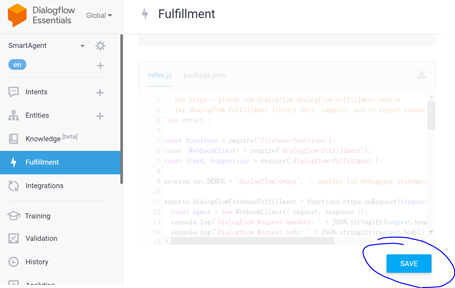 Dialogflow
Essentials
Global
Fulfillment
SmartAgent
en
Intents
Entities
Knowledge [beta]
Fulfillment
Integrations
Training
Validation
History
Analytics
index.js
package.json
1 // See https://github.com/dialogflow/dialogflow-fulfillment-nodejs
2 // for Dialogflow fulfillment library docs, samples, and to report issues
3 'use strict';
4
5 const functions = require('firebase-functions');
6 const {WebhookClient} = require('dialogflow-fulfillment');
7 const {Card, Suggestion} = require('dialogflow-fulfillment');
8
9 process.env.DEBUG = 'dialogflow:debug'; // enables lib debugging statements
10
11 exports.dialogflowFirebaseFulfillment = functions.https.onRequest((request
12 const agent = new WebhookClient({ request, response });
13 console.log('Dialogflow Request headers: ' + JSON.stringify(request.head
14 console.log('Dialogflow Request body: ' + JSON.stringify(request.body))
SAVE